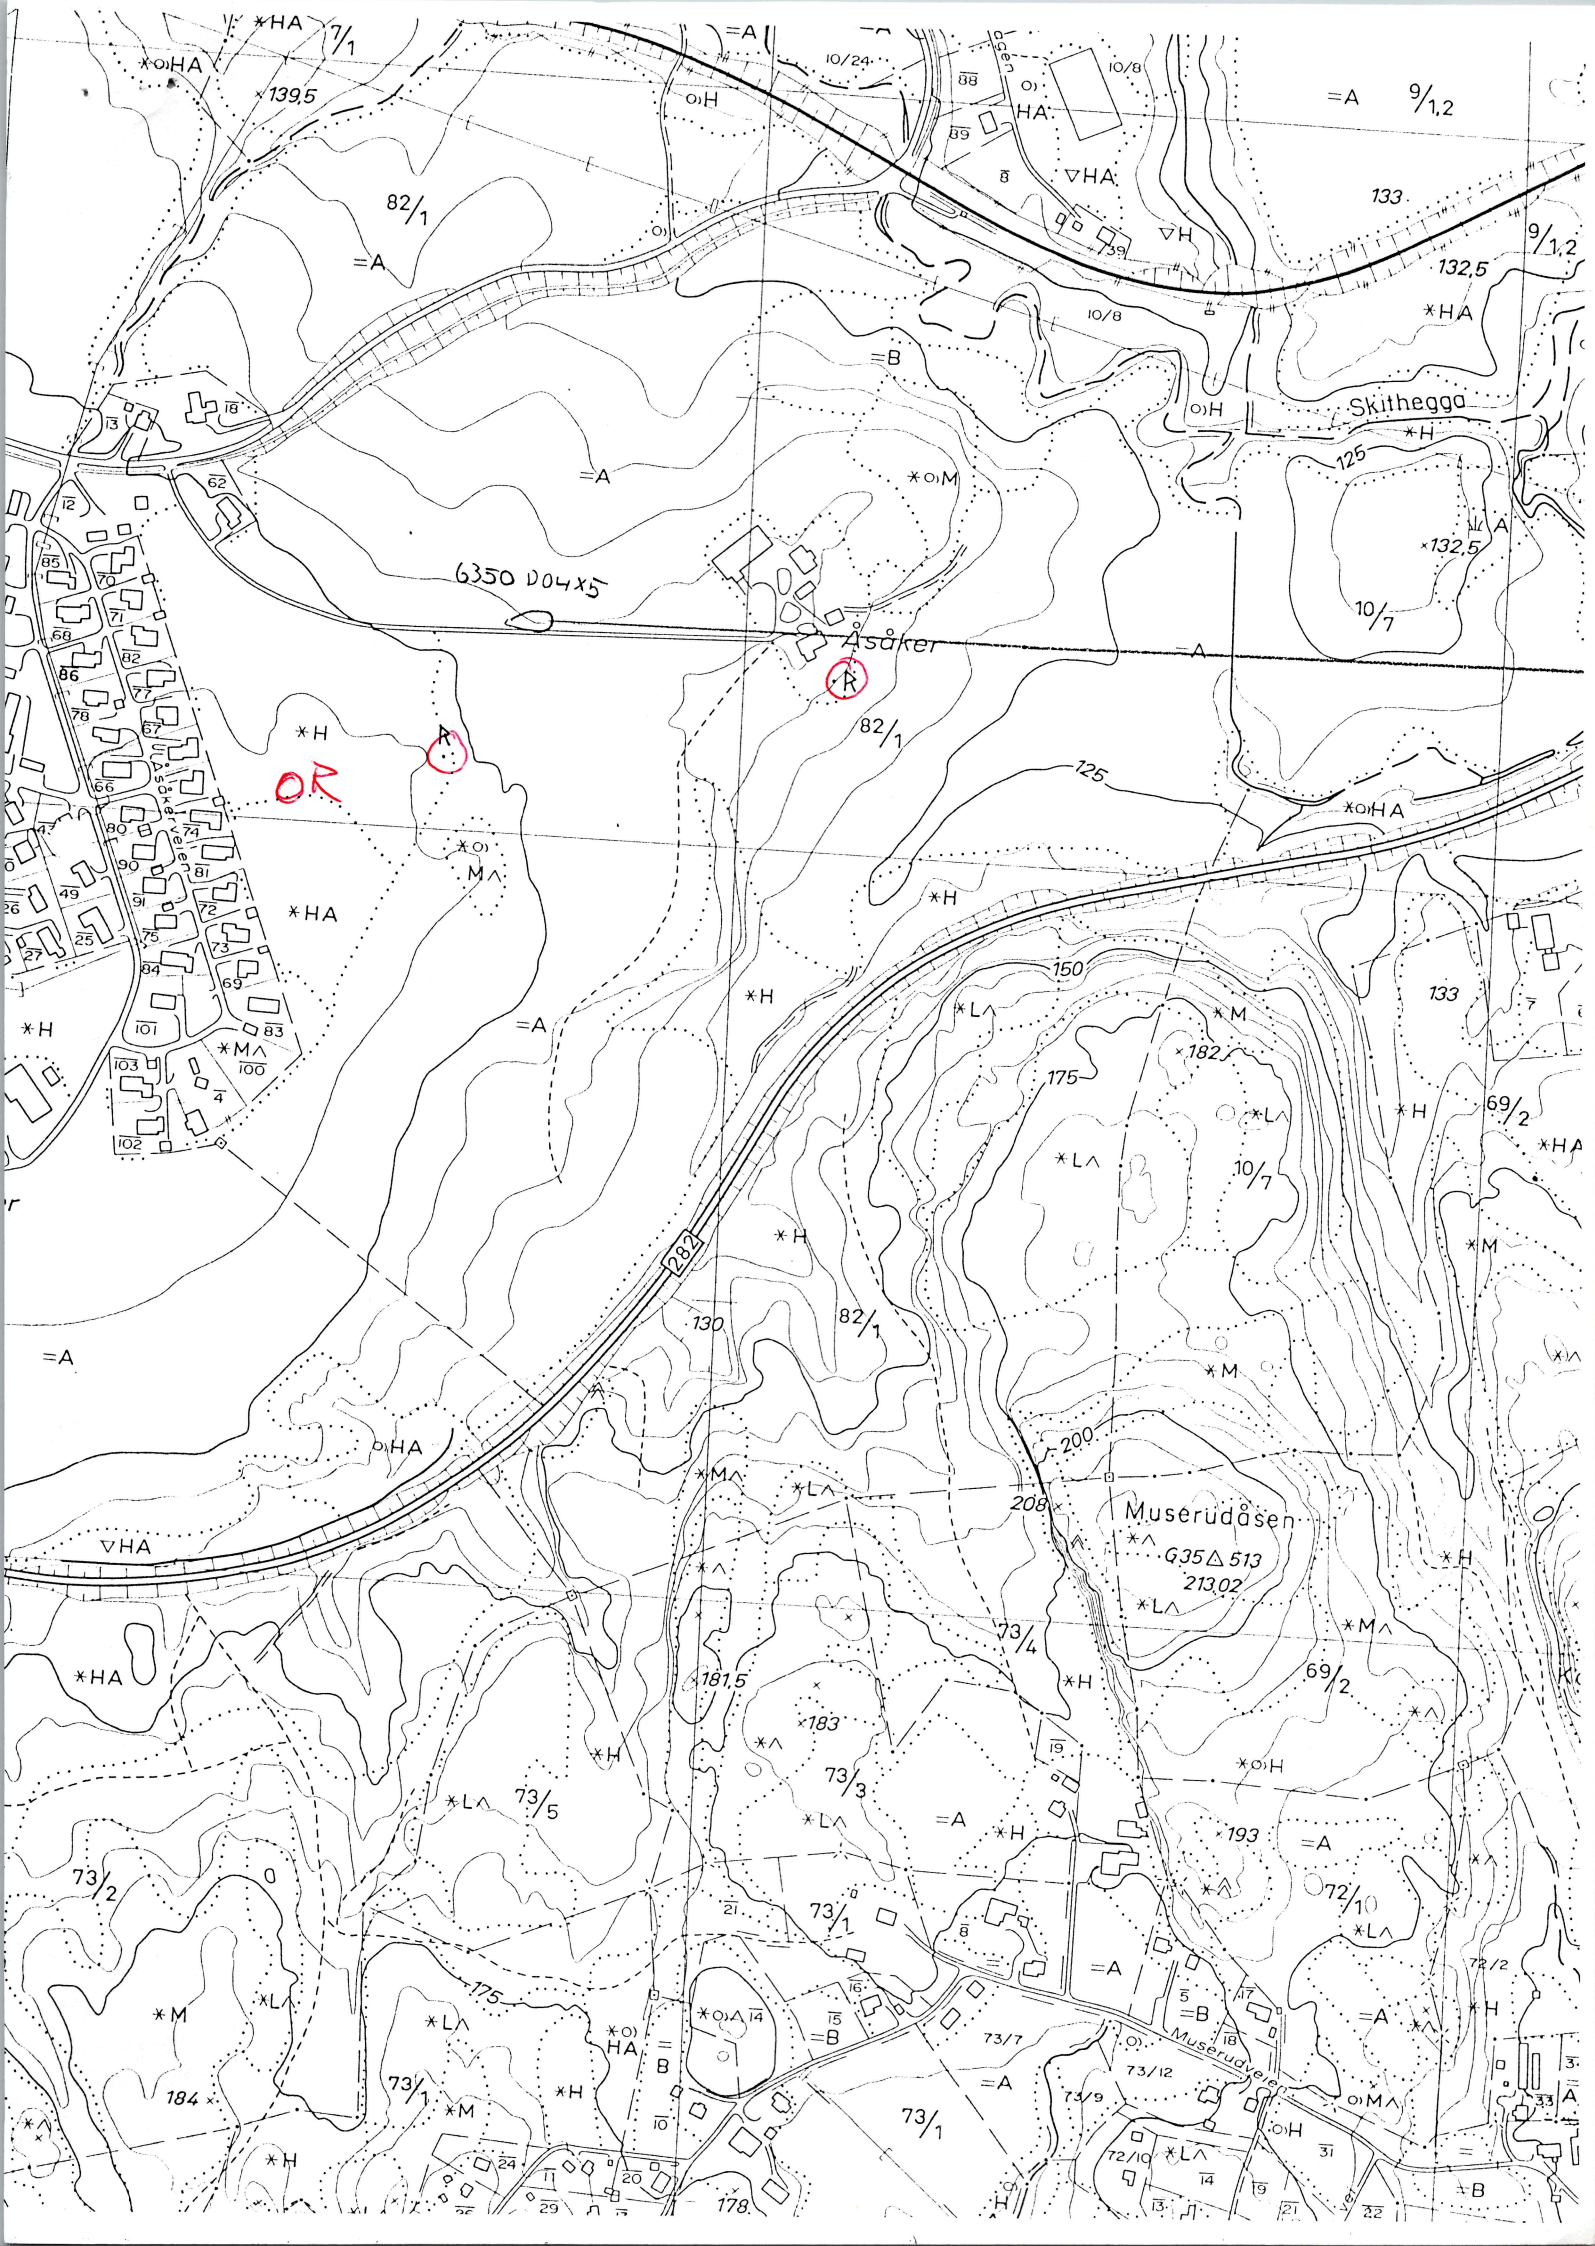 *HA
7/1
=A
=A
10/24
88
O)
10/8
*O)HA
139,5
O)H
HA
=A 9/1,2
89
82/1
8
▽HA
133
=A
O)
39
▽H
9/1,2
132,5
10/8
*HA
=B
18
13
O)H
Skithegga
*H
125
62
=A
*O)M
12
A
132,5
85
70
6350 D04X5
71
10/7
68
82
Åsåker
=A
86
R
77
78
67
*H
R
82/1
OR
125
66
Åsåkerveien
80
74
*O)HA
90
*O)
M^
81
49
91
72
*HA
*H
26
25
75
73
27
84
69
150
*H
133
101
83
*H
=A
*L^
*M
7
*M^
100
103
182
175
4
*L^
*H
69/2
102
*L^
*HA
10/7
r
282
*H
*M
130
82/1
=A
*M
*^
O)HA
200
*M^
*L^
208
Muserudåsen
▽HA
*^
G35△513
*H
213,02
*^
*L^
73/4
*M^
*HA
181,5
*H
69/2
183
*^
*^
*H
19
*O)H
73/3
*L^
73/5
*L^
=A
*H
193
=A
73/2
*^
*^
72/10
21
73/1
*L^
8
72/2
175
=A
*M
*L^
16
5
17
*H
*L^
*O)△14
15
=B
=B
=A
*O)
HA
=
B
73/7
Muserudveien
18
O)
*^
73/12
184
73/1
*H
=A
73/9
O)M^
33
A
*M
10
73/1
O)H
*^
*H
31
=
24
11
20
72/10
*L^
14
=B
29
178
H
13
19
21
22